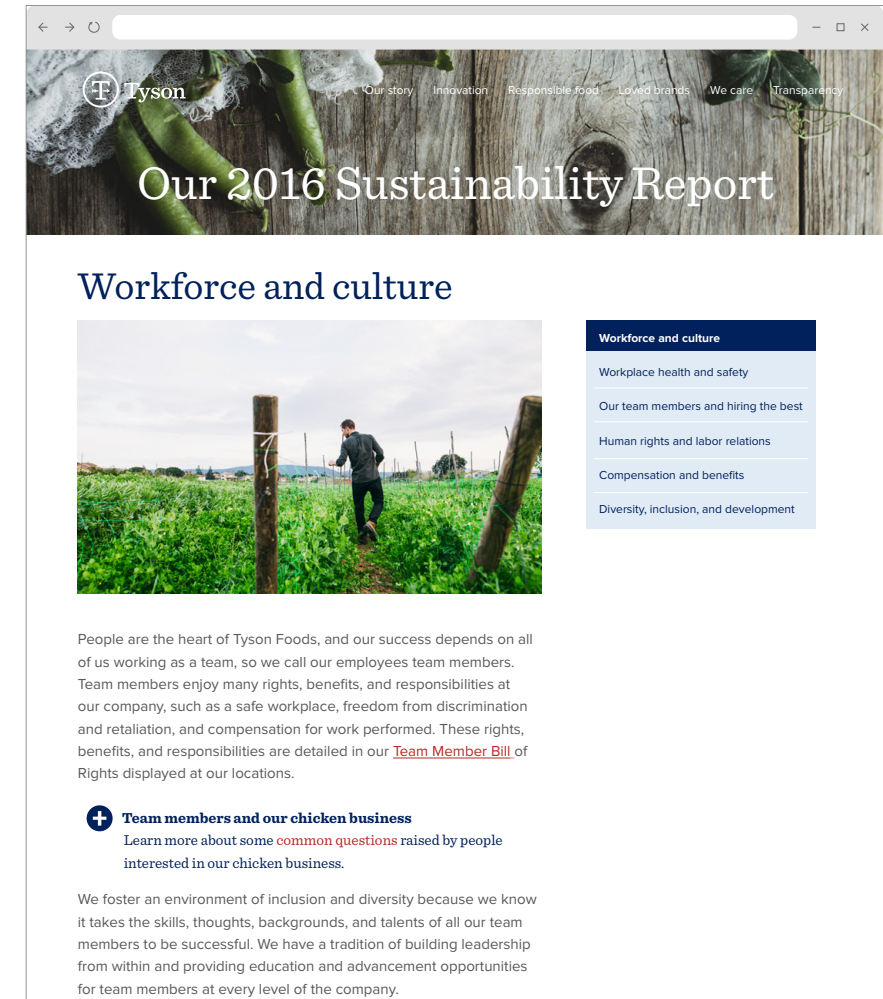 Tyson
Our story Innovation Responsible food Loved brands We care Transparency
Our 2016 Sustainability Report
Workforce and culture
Workforce and culture
Workplace health and safety
Our team members and hiring the best
Human rights and labor relations
Compensation and benefits
Diversity, inclusion, and development
People are the heart of Tyson Foods, and our success depends on all
of us working as a team, so we call our employees team members.
Team members enjoy many rights, benefits, and responsibilities at
our company, such as a safe workplace, freedom from discrimination
and retaliation, and compensation for work performed. These rights,
benefits, and responsibilities are detailed in our Team Member Bill of
Rights displayed at our locations.
Team members and our chicken business
Learn more about some common questions raised by people
interested in our chicken business.
We foster an environment of inclusion and diversity because we know
it takes the skills, thoughts, backgrounds, and talents of all our team
members to be successful. We have a tradition of building leadership
from within and providing education and advancement opportunities
for team members at every level of the company.